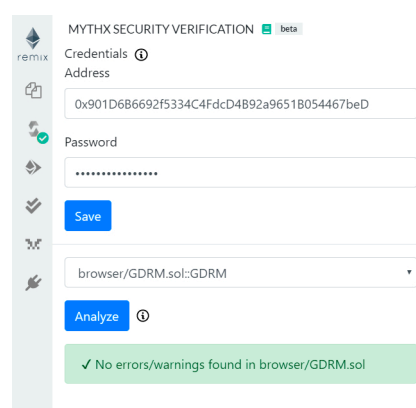 MYTHX SECURITY VERIFICATION beta
remix
Credentials
Address
0x901D6B6692f5334C4FdcD4B92a9651B054467beD
Password
••••••••••••••••
Save
browser/GDRM.sol::GDRM
Analyze
✓ No errors/warnings found in browser/GDRM.sol